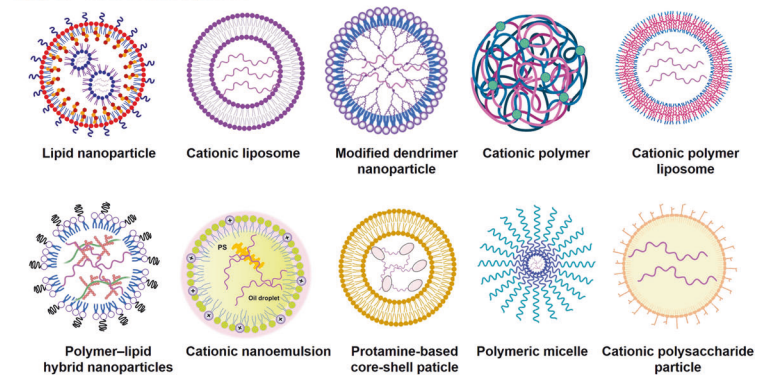 Lipid nanoparticle
Cationic liposome
Modified dendrimer
nanoparticle
Cationic polymer
Cationic polymer
liposome
PS
Oil droplet
Polymer–lipid
hybrid nanoparticles
Cationic nanoemulsion
Protamine-based
core-shell paticle
Polymeric micelle
Cationic polysaccharide
particle